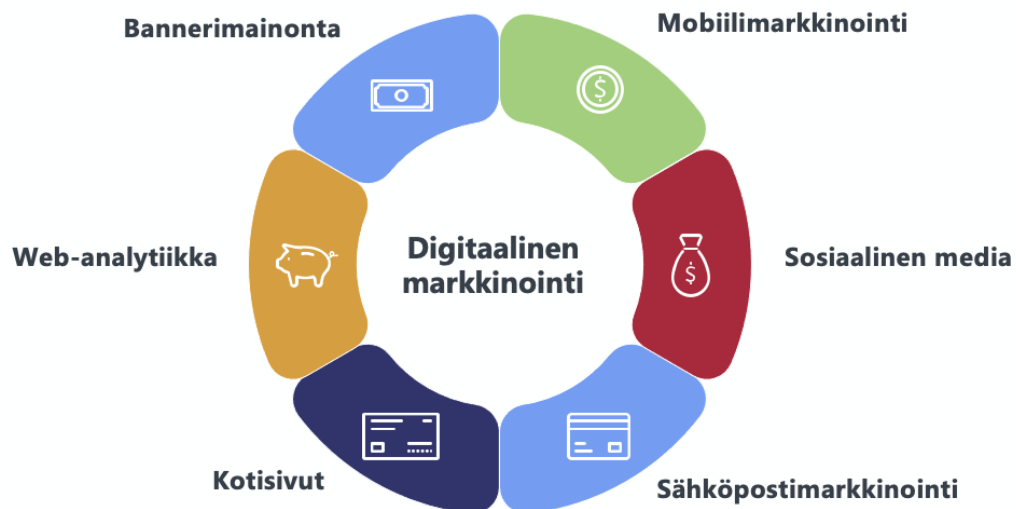 Bannerimainonta
Mobiilimarkkinointi
Web-analytiikka
Digitaalinen
markkinointi
Sosiaalinen media
Kotisivut
Sähköpostimarkkinointi